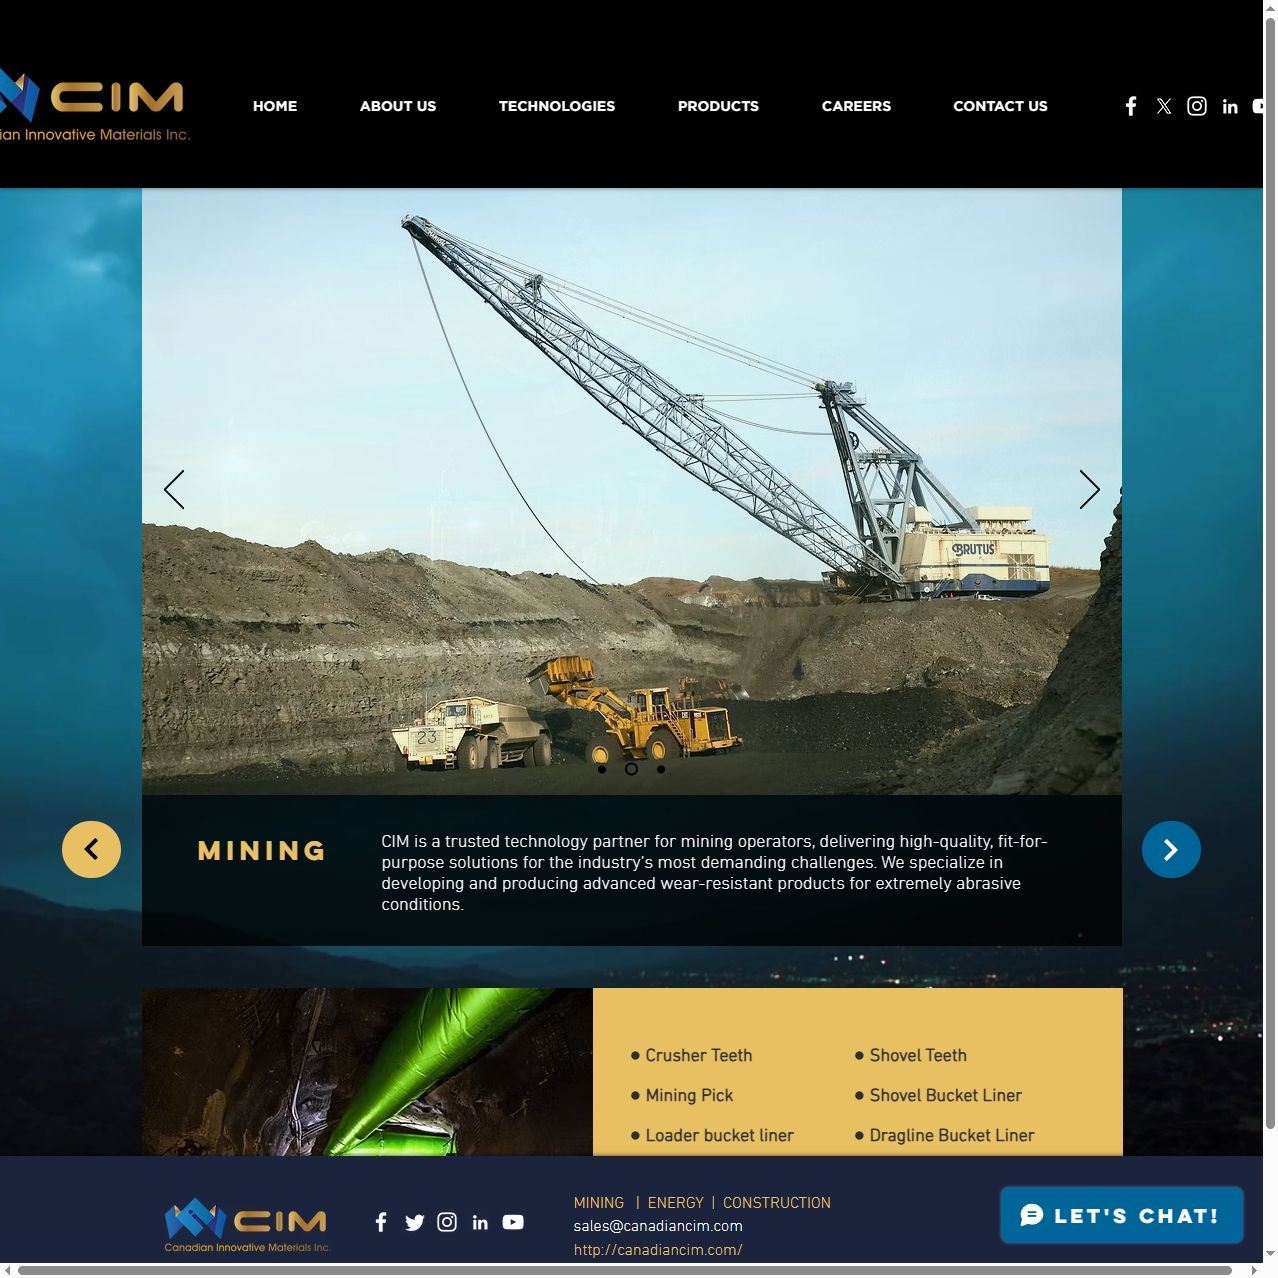 CIM
Innovative Materials Inc.
HOME
ABOUT US
TECHNOLOGIES
PRODUCTS
CAREERS
CONTACT US
BRUTUS
23
MINING
CIM is a trusted technology partner for mining operators, delivering high-quality, fit-for-
purpose solutions for the industry's most demanding challenges. We specialize in
developing and producing advanced wear-resistant products for extremely abrasive
conditions.
● Crusher Teeth
● Shovel Teeth
● Mining Pick
● Shovel Bucket Liner
● Loader bucket liner
● Dragline Bucket Liner
CIM
Canadian Innovative Materials Inc.
MINING | ENERGY | CONSTRUCTION
sales@canadiancim.com
http://canadiancim.com/
LET'S CHAT!